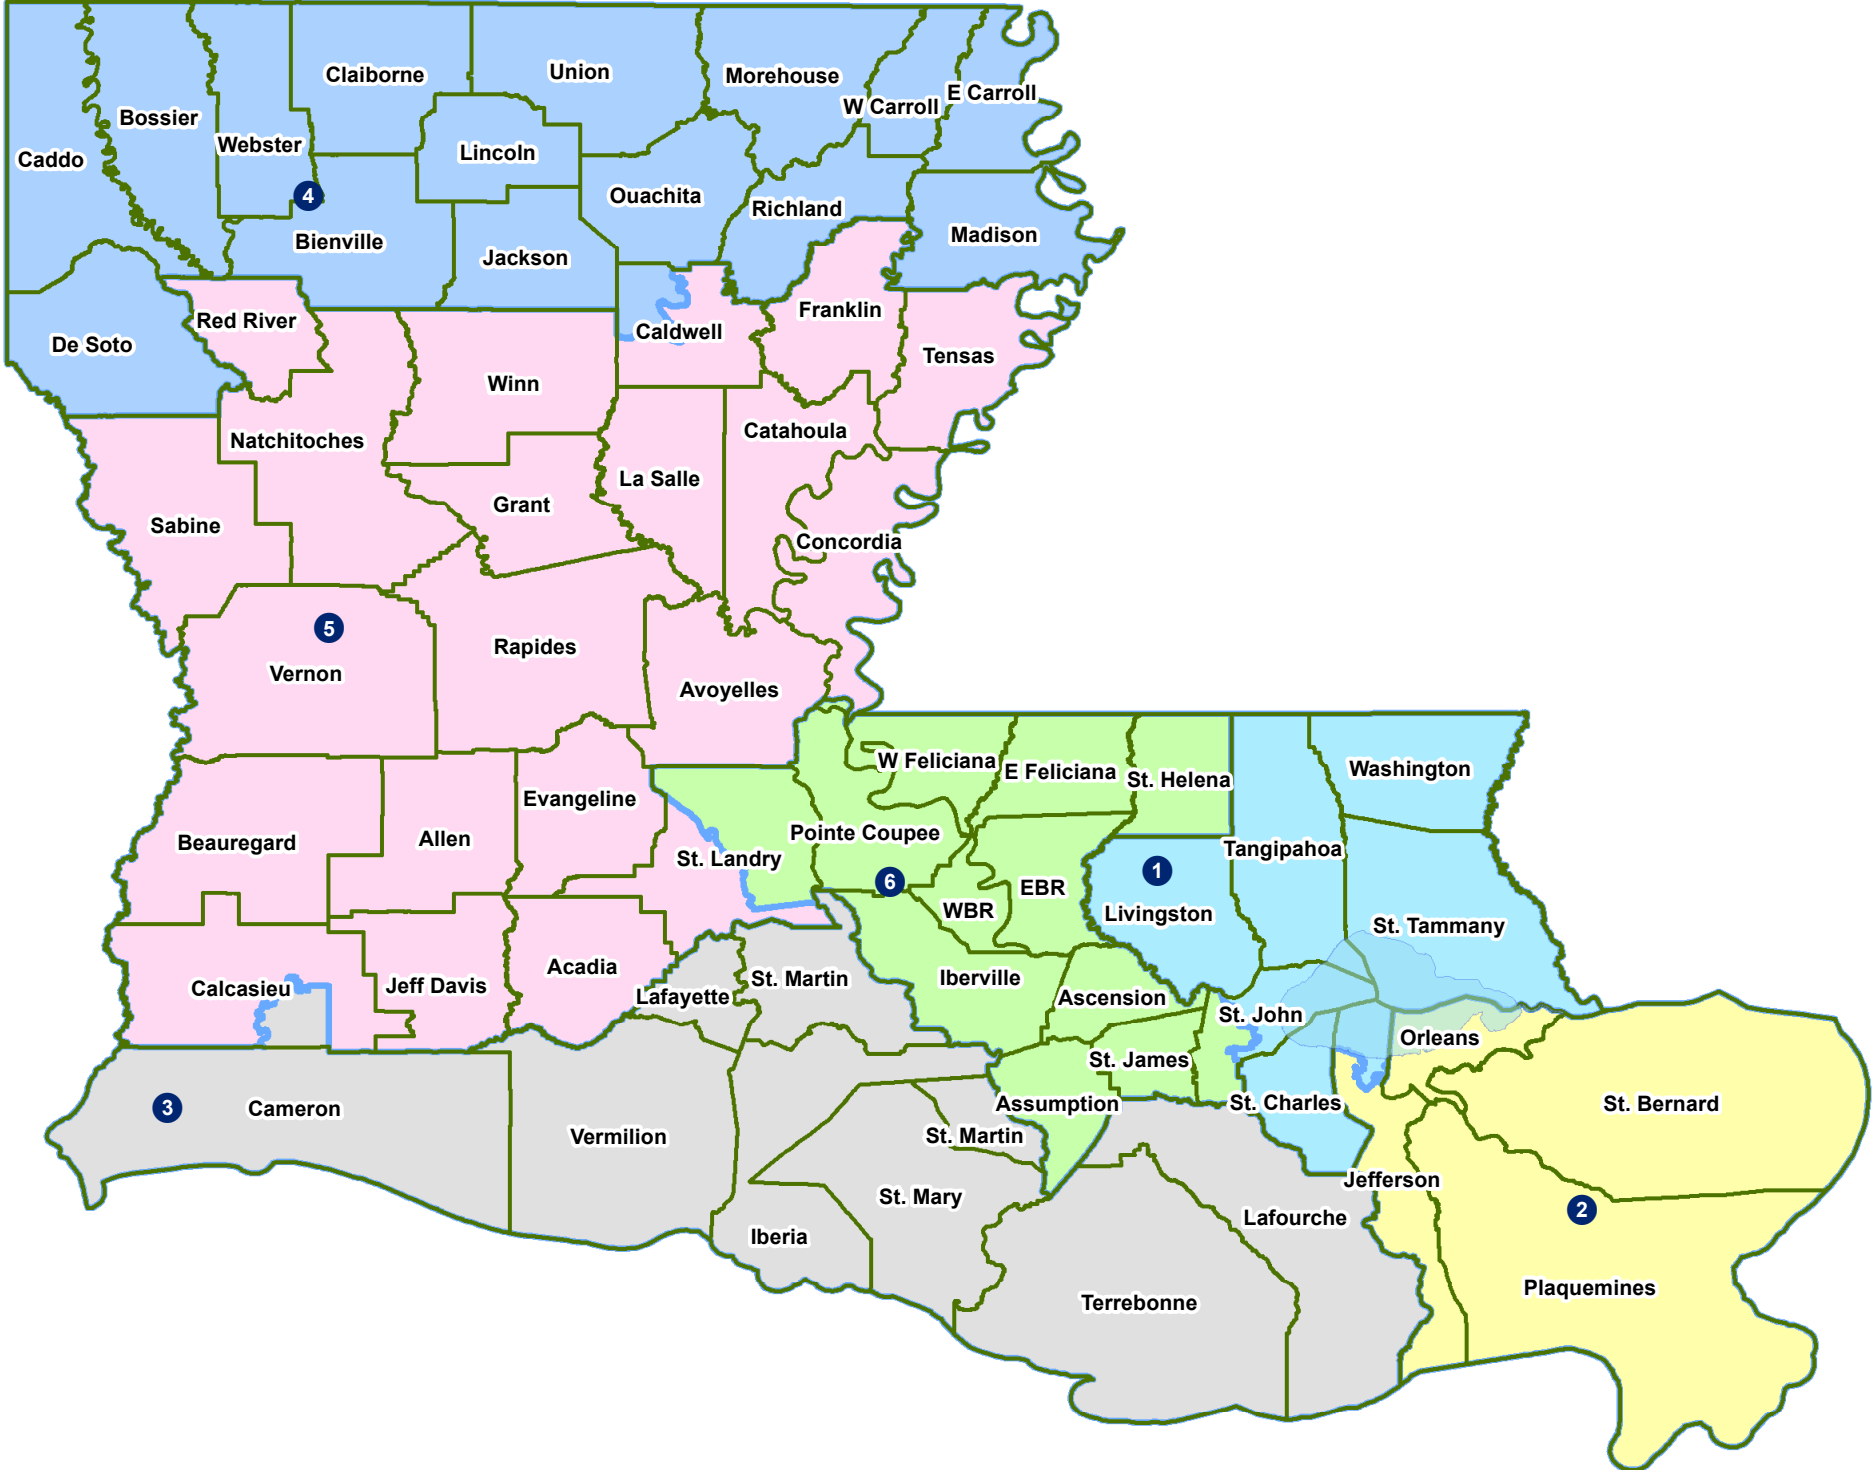 Claiborne
Union
Morehouse
E Carroll
W Carroll
Bossier
Webster
Lincoln
Caddo
4
Ouachita
Richland
Bienville
Madison
Jackson
Franklin
Red River
Caldwell
De Soto
Tensas
Winn
Catahoula
Natchitoches
La Salle
Grant
Sabine
Concordia
5
Rapides
Vernon
Avoyelles
W Feliciana
E Feliciana
St. Helena
Washington
Evangeline
Pointe Coupee
Beauregard
Allen
Tangipahoa
St. Landry
1
6
EBR
WBR
Livingston
St. Tammany
Acadia
St. Martin
Iberville
Calcasieu
Jeff Davis
Lafayette
Ascension
St. John
Orleans
St. James
3
Cameron
Assumption
St. Charles
St. Bernard
Vermilion
St. Martin
Jefferson
St. Mary
2
Lafourche
Iberia
Plaquemines
Terrebonne